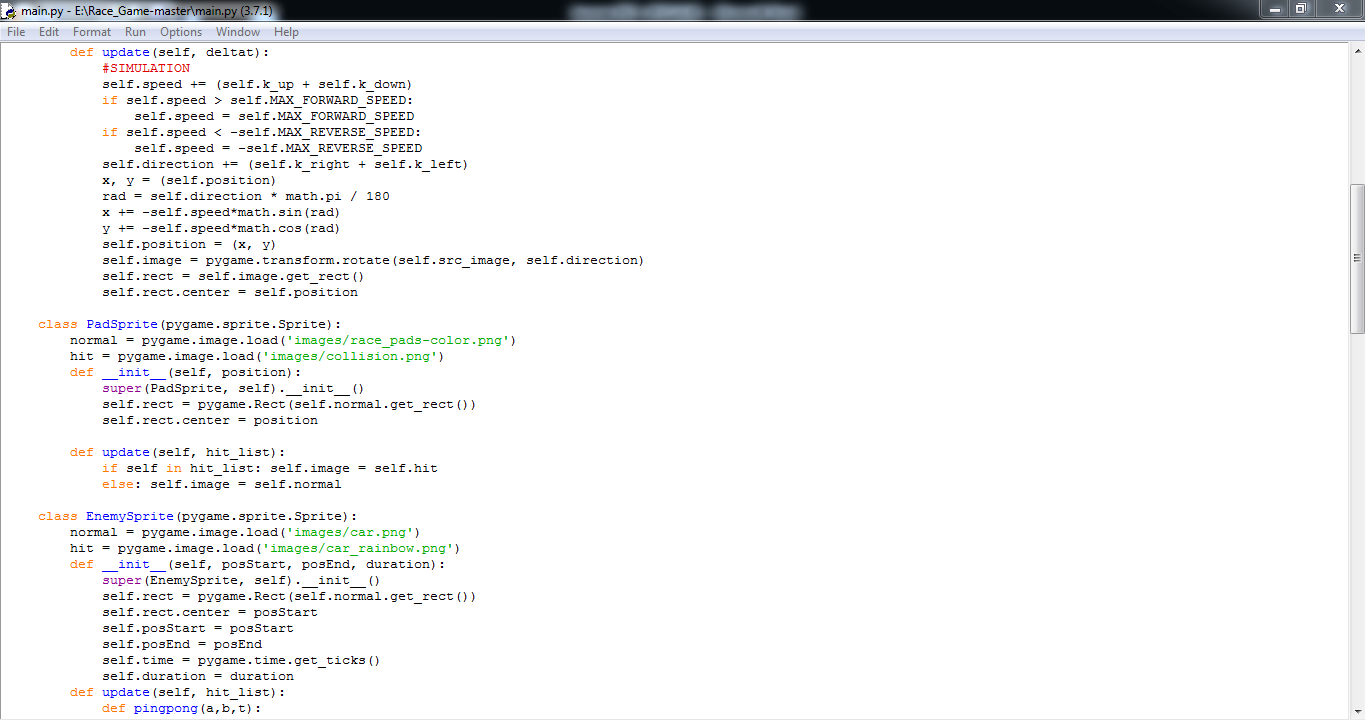 main.py - E:\Race_Game-master\main.py (3.7.1)
File Edit Format Run Options Window Help
def update(self, deltat):
#SIMULATION
self.speed += (self.k_up + self.k_down)
if self.speed > self.MAX_FORWARD_SPEED:
self.speed = self.MAX_FORWARD_SPEED
if self.speed < -self.MAX_REVERSE_SPEED:
self.speed = -self.MAX_REVERSE_SPEED
self.direction += (self.k_right + self.k_left)
x, y = (self.position)
rad = self.direction * math.pi / 180
x += -self.speed*math.sin(rad)
y += -self.speed*math.cos(rad)
self.position = (x, y)
self.image = pygame.transform.rotate(self.src_image, self.direction)
self.rect = self.image.get_rect()
self.rect.center = self.position
class PadSprite(pygame.sprite.Sprite):
normal = pygame.image.load('images/race_pads-color.png')
hit = pygame.image.load('images/collision.png')
def __init__(self, position):
super(PadSprite, self).__init__()
self.rect = pygame.Rect(self.normal.get_rect())
self.rect.center = position
def update(self, hit_list):
if self in hit_list: self.image = self.hit
else: self.image = self.normal
class EnemySprite(pygame.sprite.Sprite):
normal = pygame.image.load('images/car.png')
hit = pygame.image.load('images/car_rainbow.png')
def __init__(self, posStart, posEnd, duration):
super(EnemySprite, self).__init__()
self.rect = pygame.Rect(self.normal.get_rect())
self.rect.center = posStart
self.posStart = posStart
self.posEnd = posEnd
self.time = pygame.time.get_ticks()
self.duration = duration
def update(self, hit_list):
def pingpong(a,b,t):